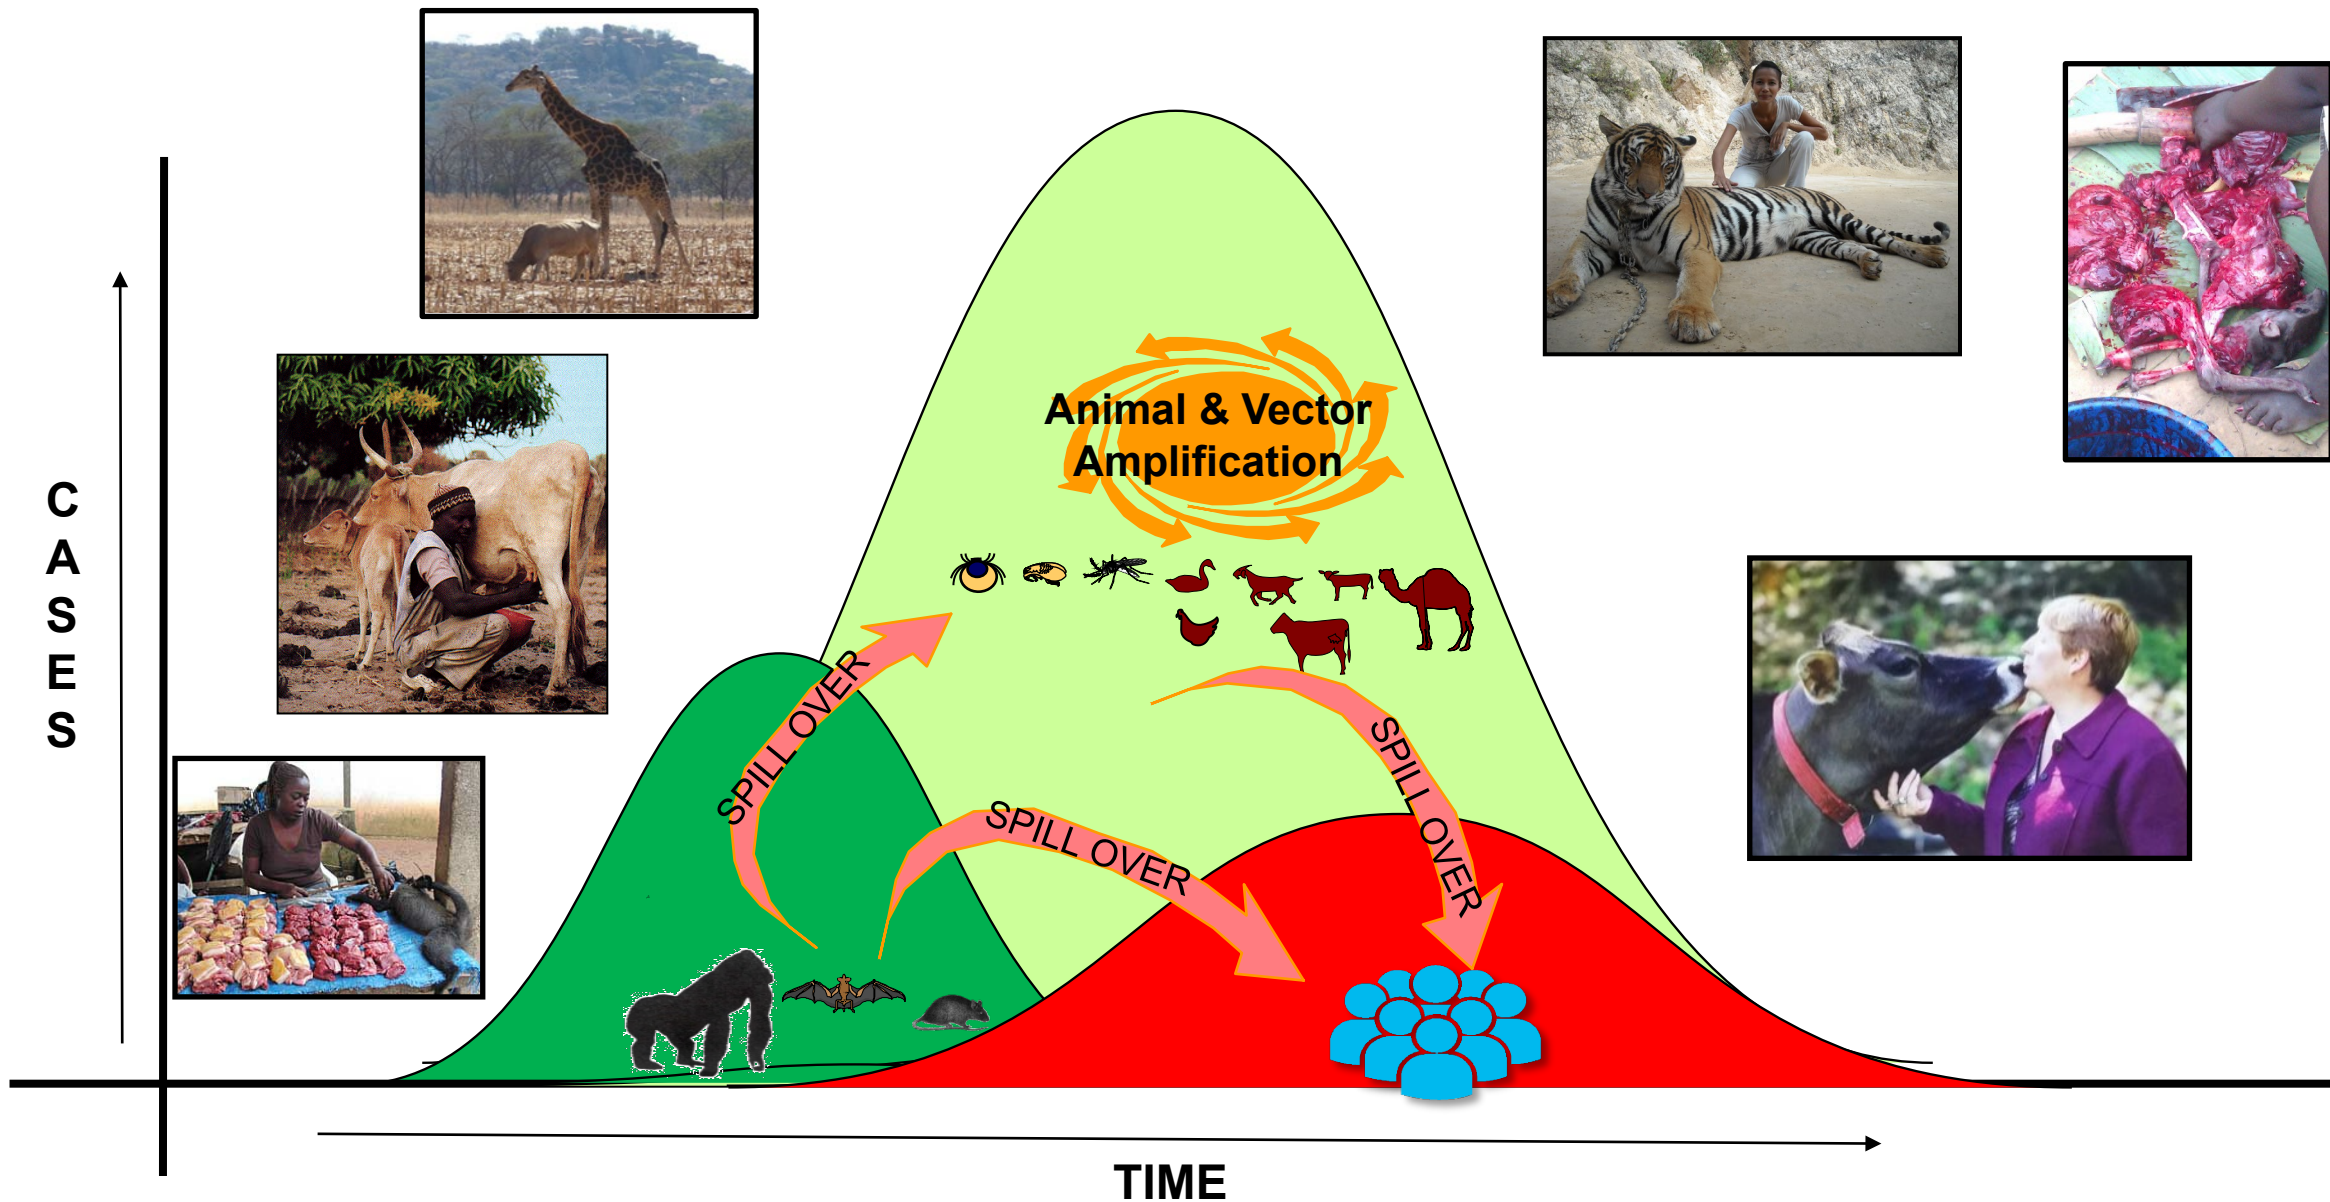 CASES
Animal & Vector
Amplification
SPILL OVER
SPILL OVER
SPILL OVER
TIME